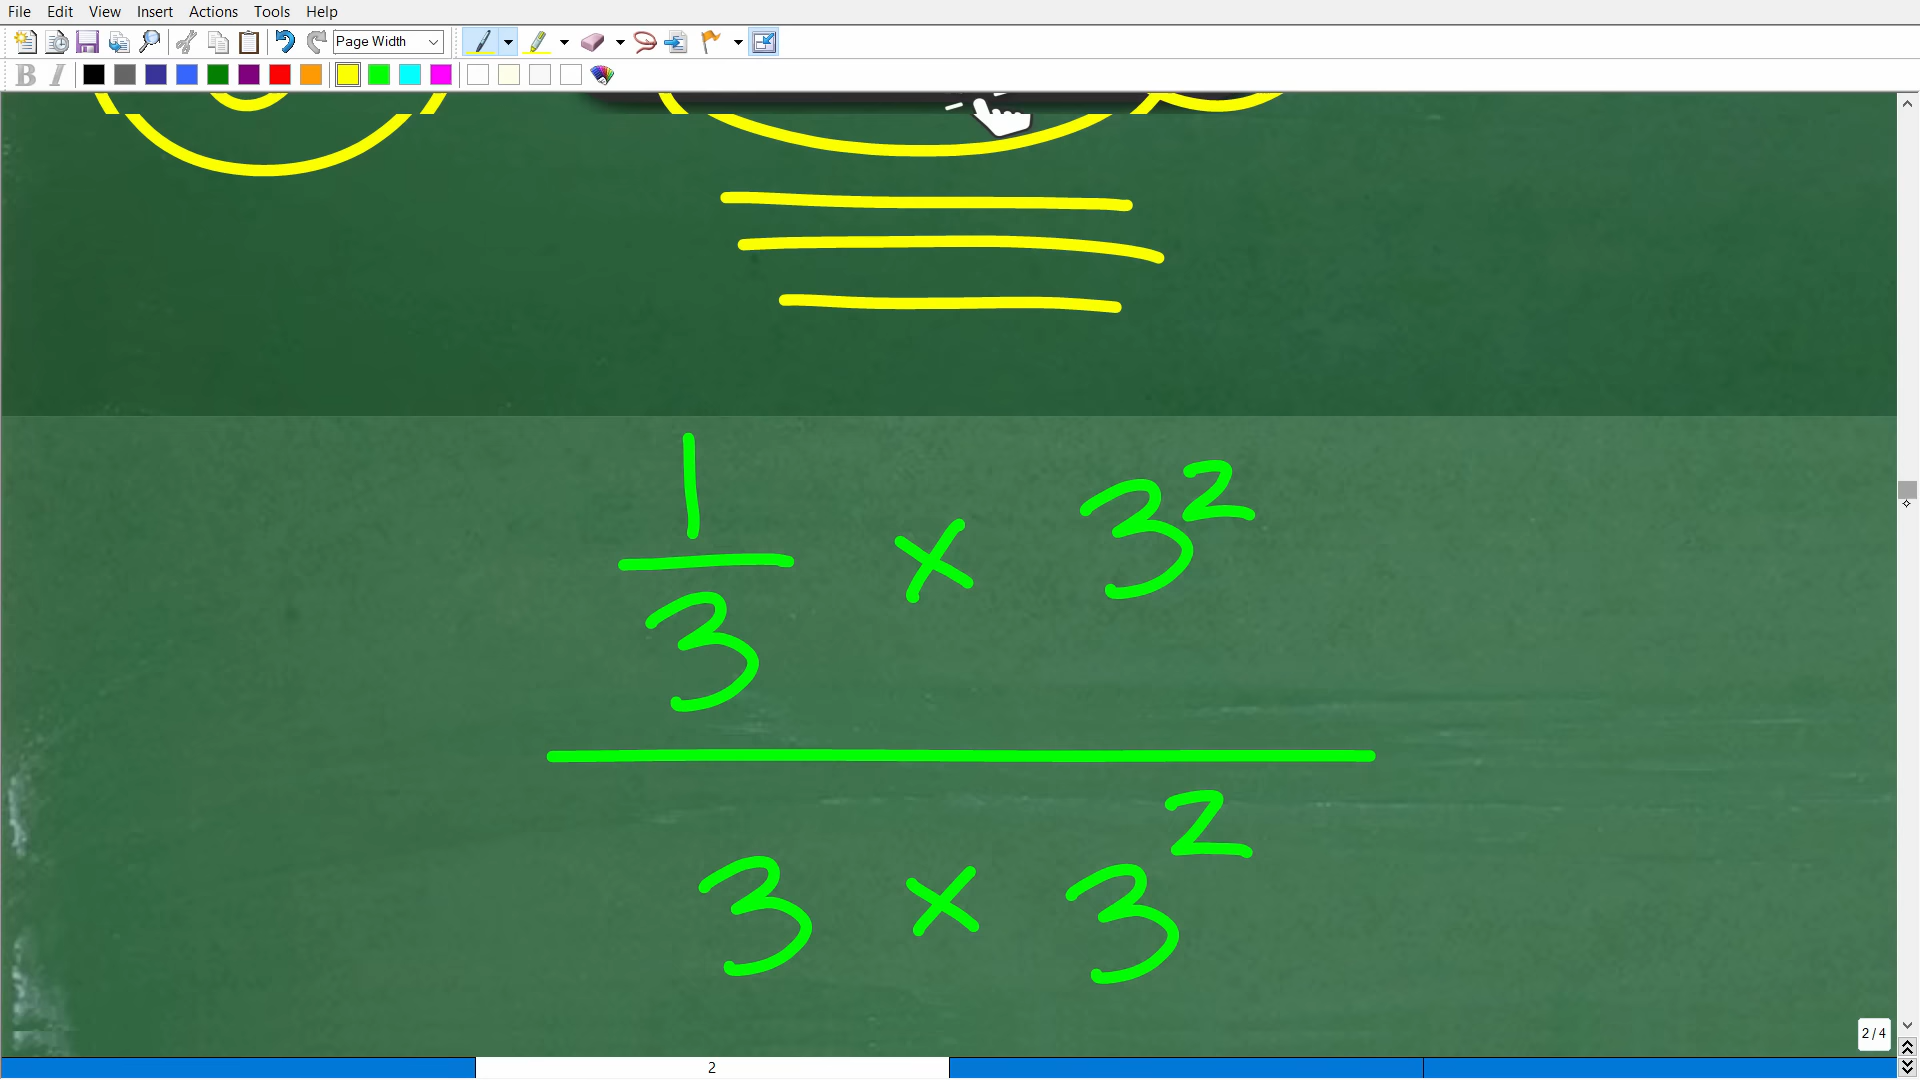 File Edit View Insert Actions Tools Help
Page Width
B I
1/3 × 3²
3 × 3²
2 / 4
2